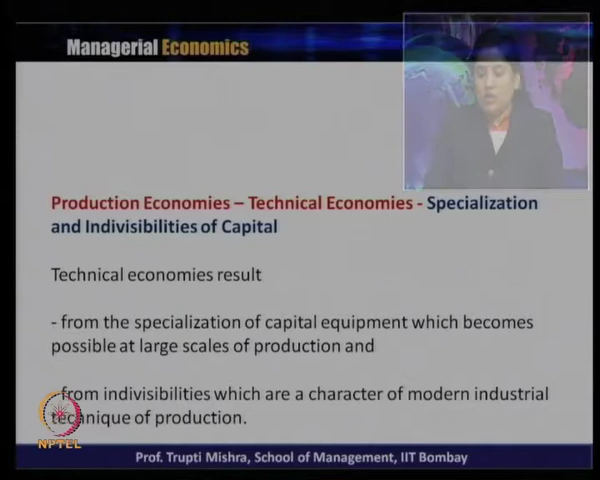 Managerial Economics
Production Economies – Technical Economies - Specialization
and Indivisibilities of Capital
Technical economies result
- from the specialization of capital equipment which becomes
possible at large scales of production and
from indivisibilities which are a character of modern industrial
technique of production.
NPTEL
Prof. Trupti Mishra, School of Management, IIT Bombay